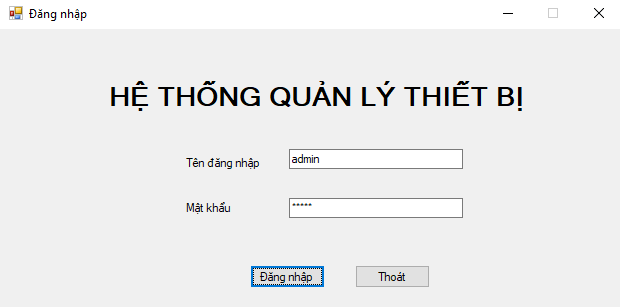 Đăng nhập
HỆ THỐNG QUẢN LÝ THIẾT BỊ
Tên đăng nhập admin
Mật khẩu *****
Đăng nhập Thoát